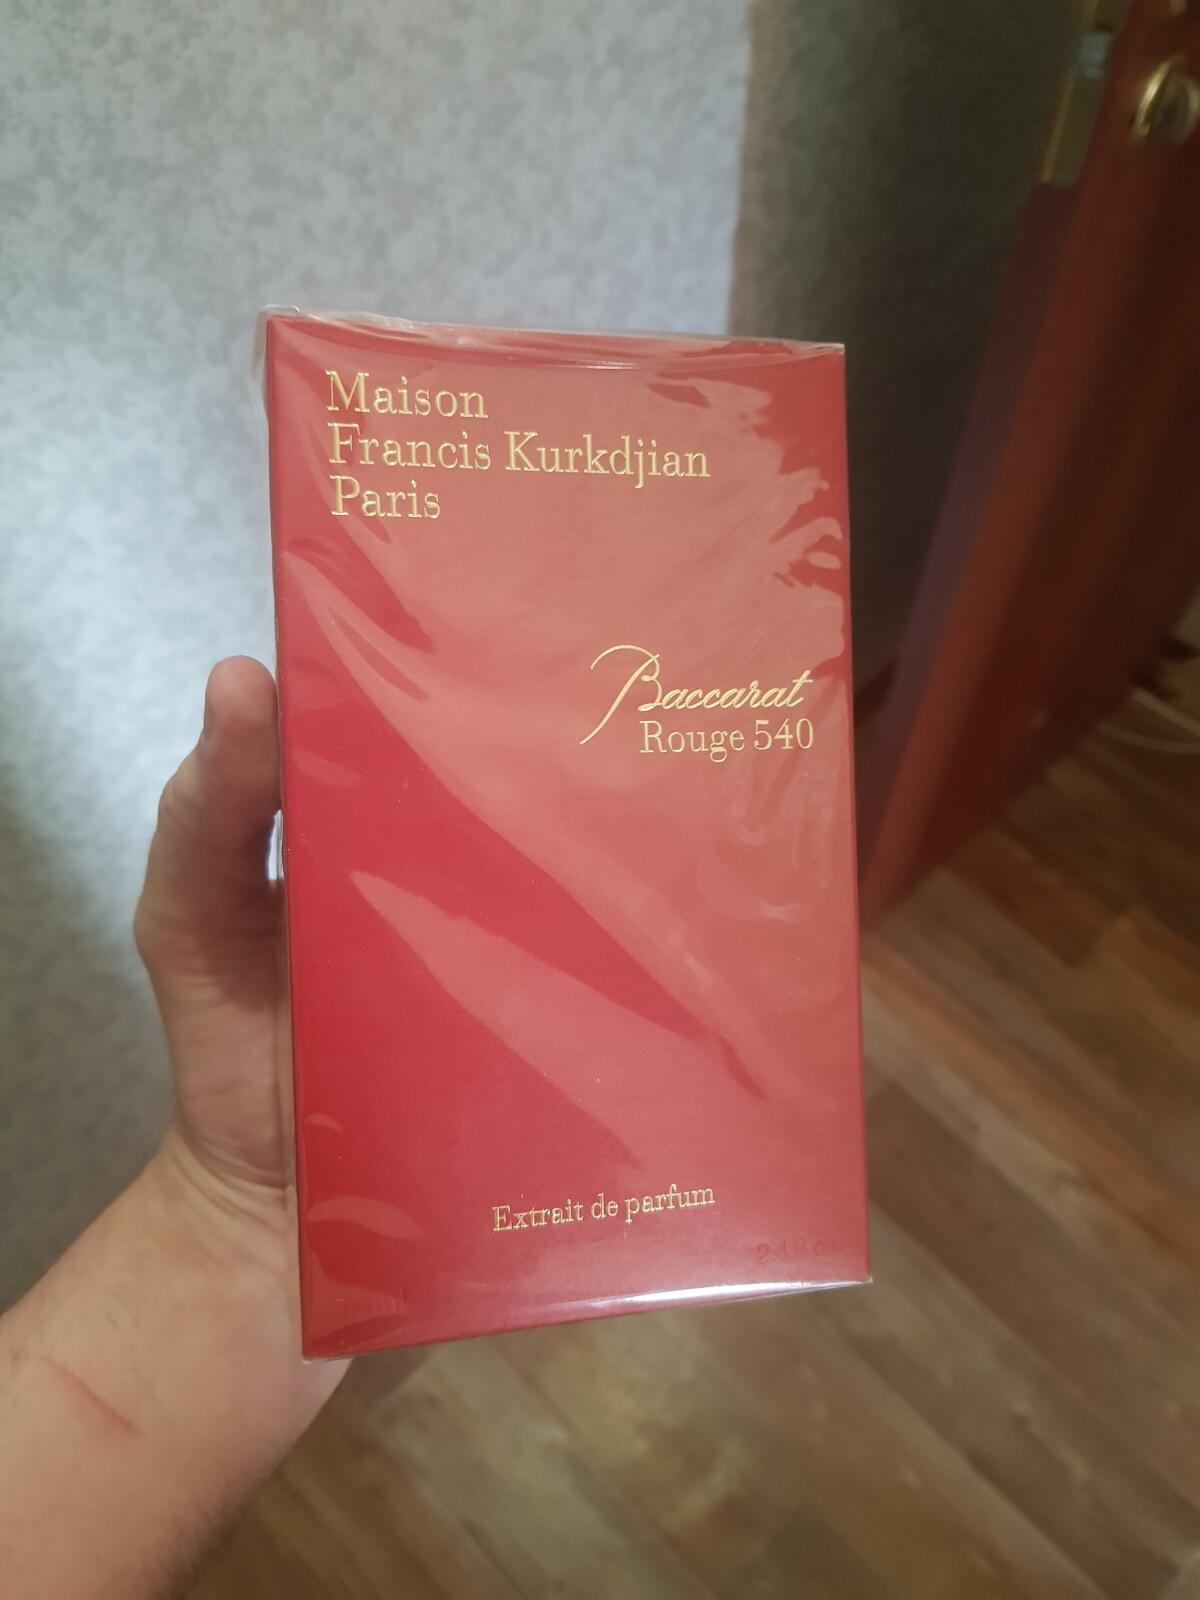 Maison
Francis Kurkdjian
Paris
Baccarat
Rouge 540
Extrait de parfum